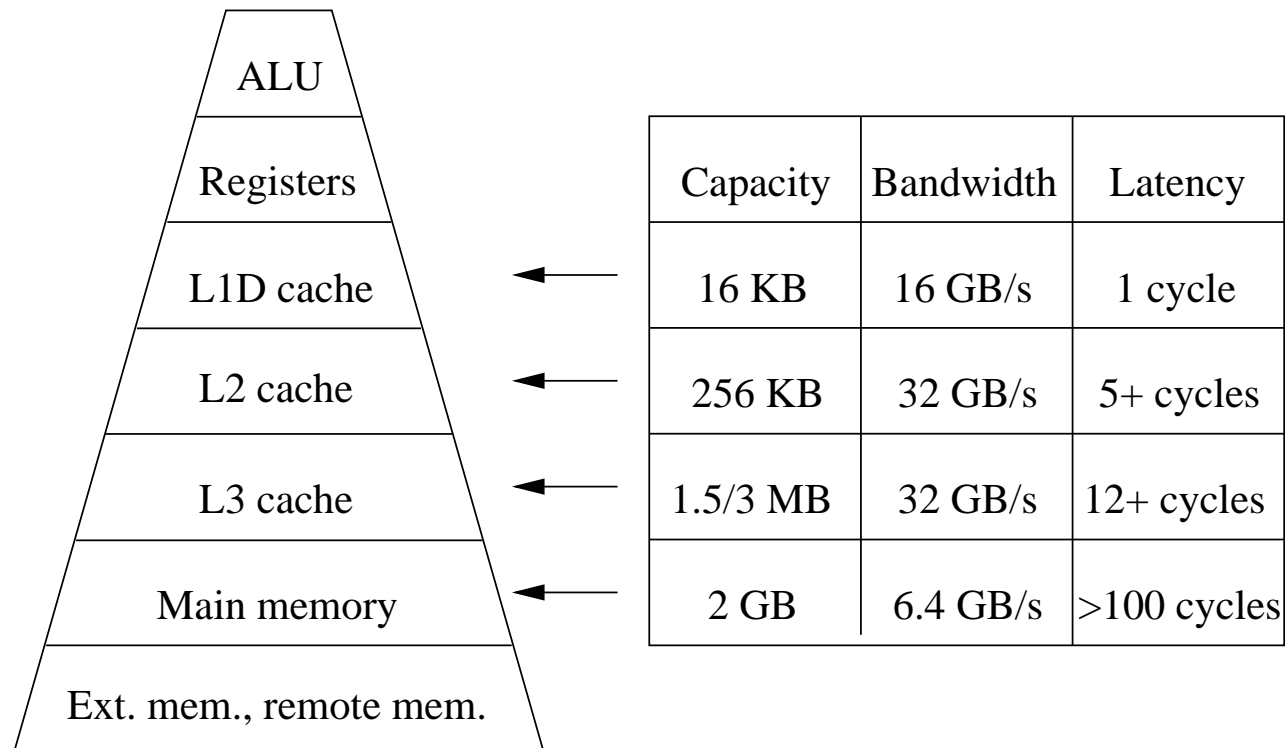 ALU
Registers
L1D cache
L2 cache
L3 cache
Main memory
Ext. mem., remote mem.
Capacity Bandwidth Latency
16 KB 16 GB/s 1 cycle
256 KB 32 GB/s 5+ cycles
1.5/3 MB 32 GB/s 12+ cycles
2 GB 6.4 GB/s >100 cycles